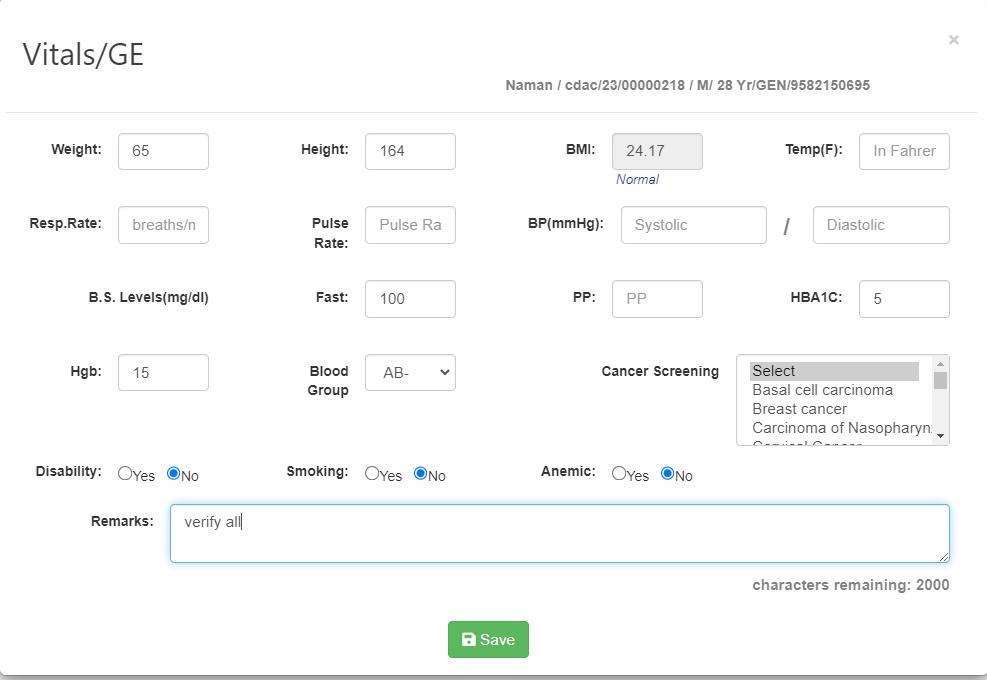 Vitals/GE
×
Naman / cdac/23/00000218 / M/ 28 Yr/GEN/9582150695
Weight: 65 Height: 164 BMI: 24.17 Temp(F): In Fahrer
Normal
Resp.Rate: breaths/n Pulse Rate: Pulse Ra BP(mmHg): Systolic / Diastolic
B.S. Levels(mg/dl) Fast: 100 PP: PP HBA1C: 5
Hgb: 15 Blood Group AB- Cancer Screening Select
Basal cell carcinoma
Breast cancer
Carcinoma of Nasopharyn
Cervical Cancer
Disability: Yes No Smoking: Yes No Anemic: Yes No
Remarks: verify all
characters remaining: 2000
Save